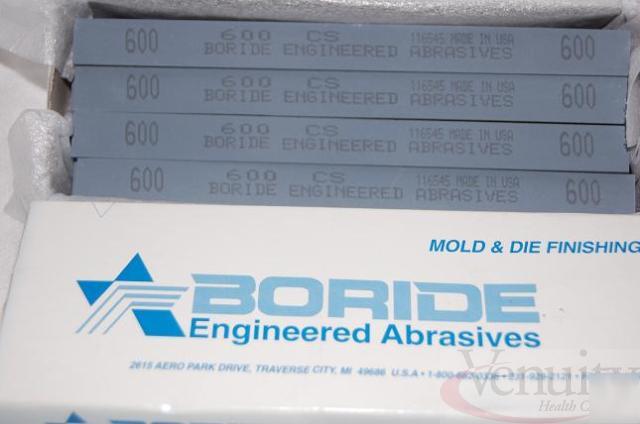 600 600 CS 116545 MADE IN USA 600
BORIDE ENGINEERED ABRASIVES
600 600 CS 116545 MADE IN USA 600
BORIDE ENGINEERED ABRASIVES
600 600 CS 116545 MADE IN USA 600
BORIDE ENGINEERED ABRASIVES
600 600 CS 116545 MADE IN USA 600
BORIDE ENGINEERED ABRASIVES
MOLD & DIE FINISHING
BORIDE
Engineered Abrasives
2615 AERO PARK DRIVE, TRAVERSE CITY, MI 49686 U.S.A •
Venuity
Health C